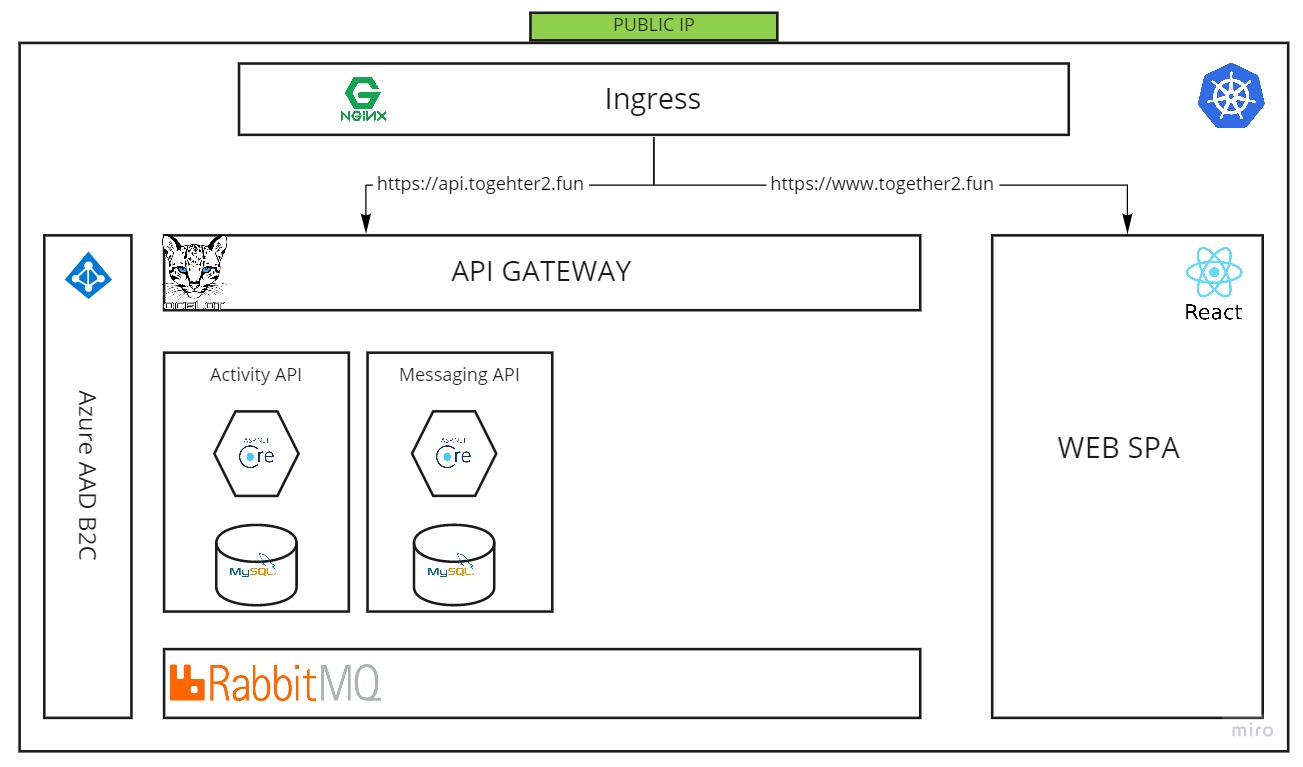 PUBLIC IP
NGiNX
Ingress
https://api.togehter2.fun
https://www.together2.fun
API GATEWAY
OCELOT
React
Azure AAD B2C
Activity API
Messaging API
ASP.NET
Core
ASP.NET
Core
MySQL
MySQL
WEB SPA
RabbitMQ
miro